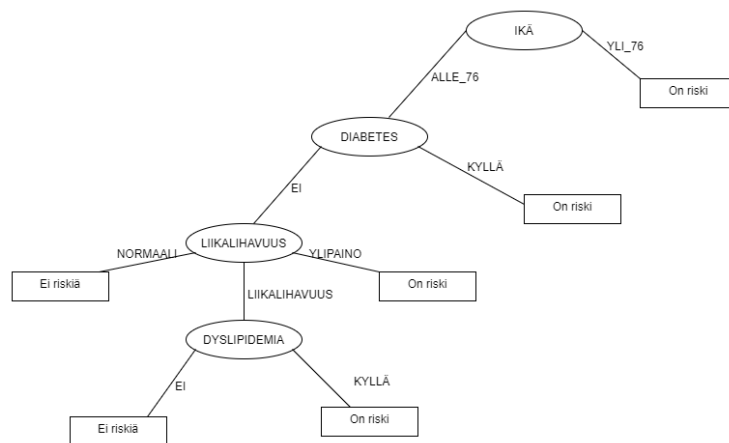 IKÄ
YLI_76
ALLE_76
On riski
DIABETES
KYLLÄ
EI
On riski
LIIKALIHAVUUS
NORMAALI
YLIPAINO
Ei riskiä
On riski
LIIKALIHAVUUS
DYSLIPIDEMIA
EI
KYLLÄ
On riski
Ei riskiä